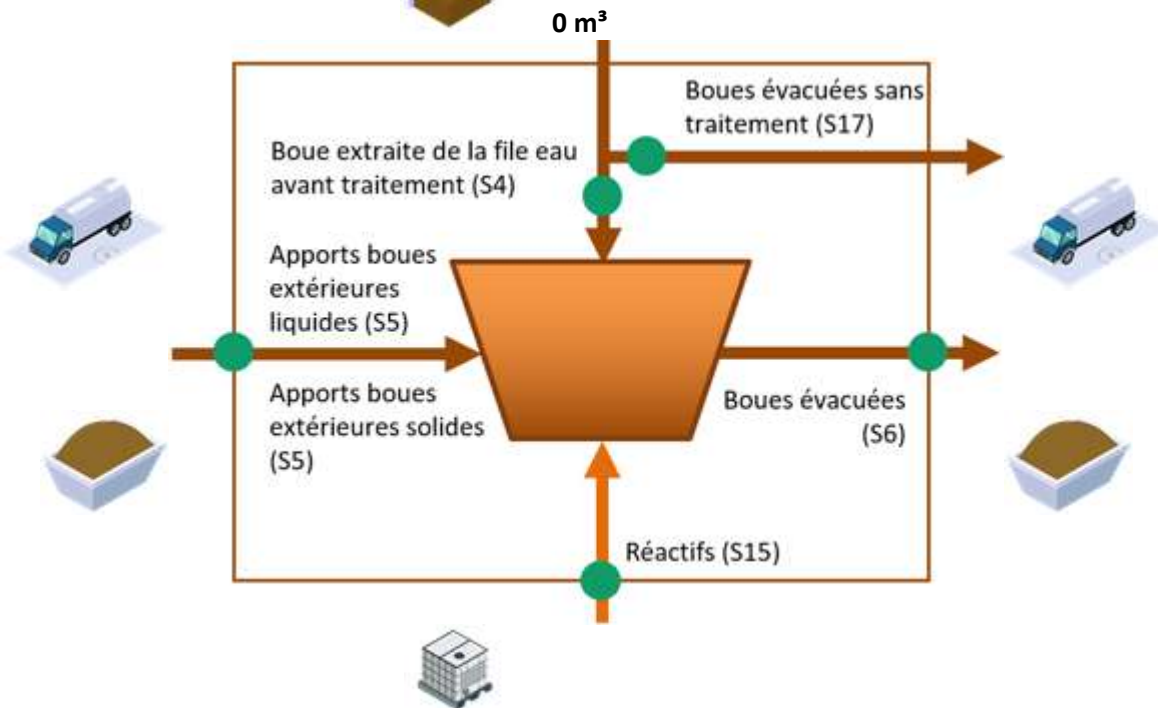 0 m³
Boues évacuées sans
traitement (S17)
Boue extraite de la file eau
avant traitement (S4)
Apports boues
extérieures
liquides (S5)
Apports boues
extérieures solides
(S5)
Boues évacuées
(S6)
Réactifs (S15)